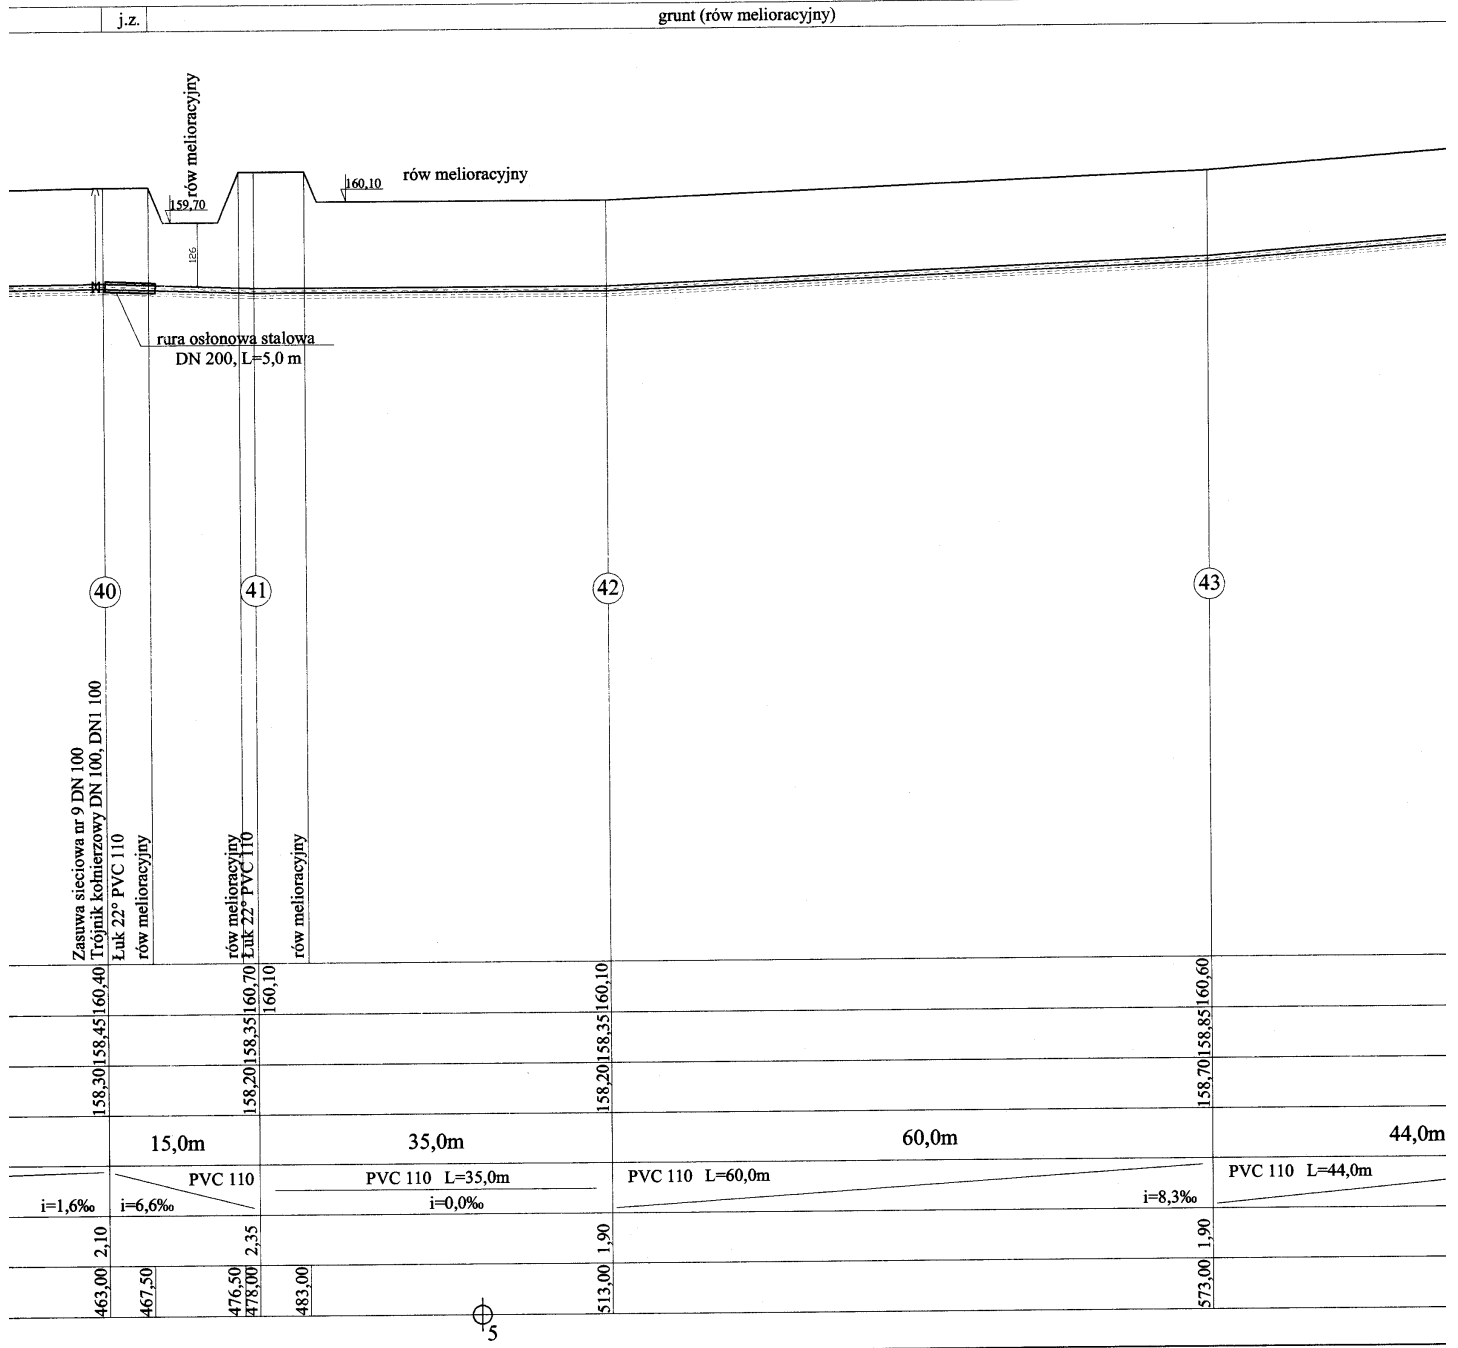 j.z.
grunt (rów melioracyjny)
rów melioracyjny
159,70
160,10
rów melioracyjny
126
M
rura osłonowa stalowa
DN 200, L=5,0 m
40
41
42
43
Zasuwa sieciowa nr 9 DN 100
Trójnik kołnierzowy DN 100, DN1 100
Łuk 22° PVC 110
rów melioracyjny
rów melioracyjny
Łuk 22° PVC 110
rów melioracyjny
160,40
160,70
160,10
160,10
160,60
158,45
158,35
158,35
158,85
158,30
158,20
158,20
158,70
15,0m
35,0m
60,0m
44,0m
i=1,6‰
i=6,6‰
PVC 110
PVC 110 L=35,0m
i=0,0‰
PVC 110 L=60,0m
i=8,3‰
PVC 110 L=44,0m
2,10
2,35
1,90
1,90
463,00
467,50
476,50
478,00
483,00
513,00
573,00
5